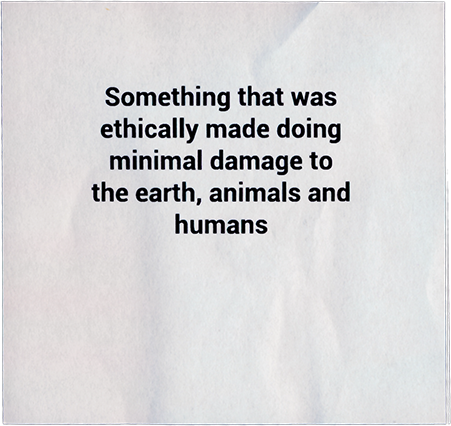 Something that was
ethically made doing
minimal damage to
the earth, animals and
humans